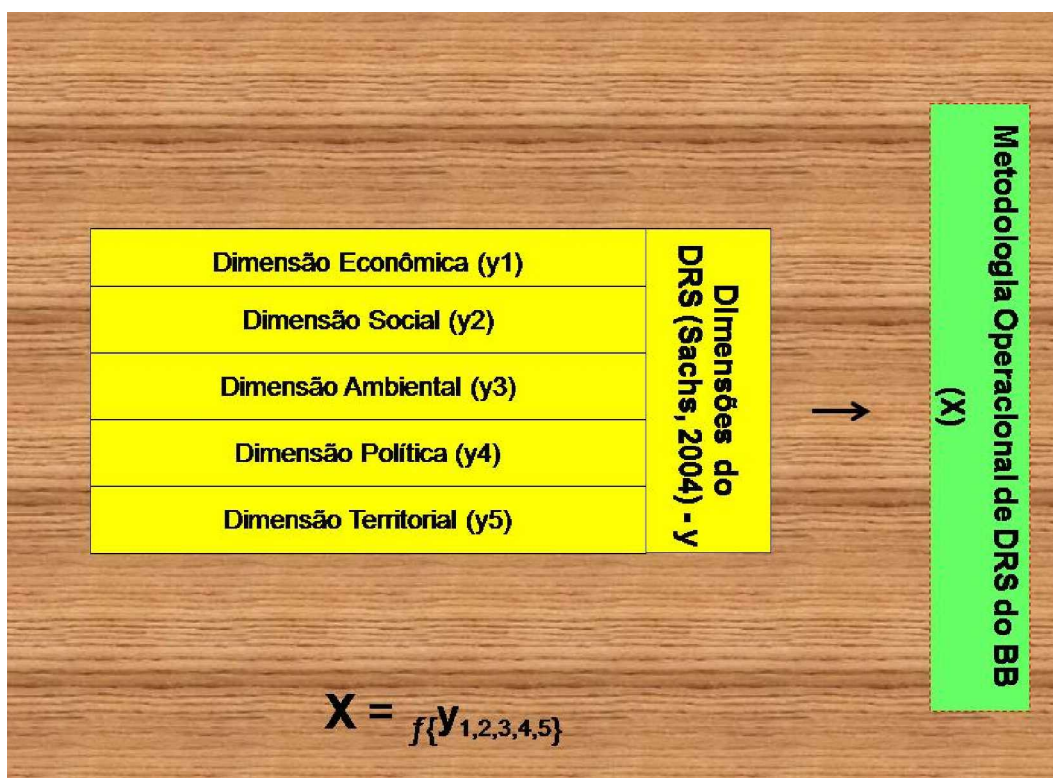 Dimensão Econômica (y1)
Dimensão Social (y2)
Dimensão Ambiental (y3)
Dimensão Política (y4)
Dimensão Territorial (y5)
Dimensões do
DRS (Sachs, 2004) - y
→
Metodologia Operacional de DRS do BB
(X)
X = f{y1,2,3,4,5}